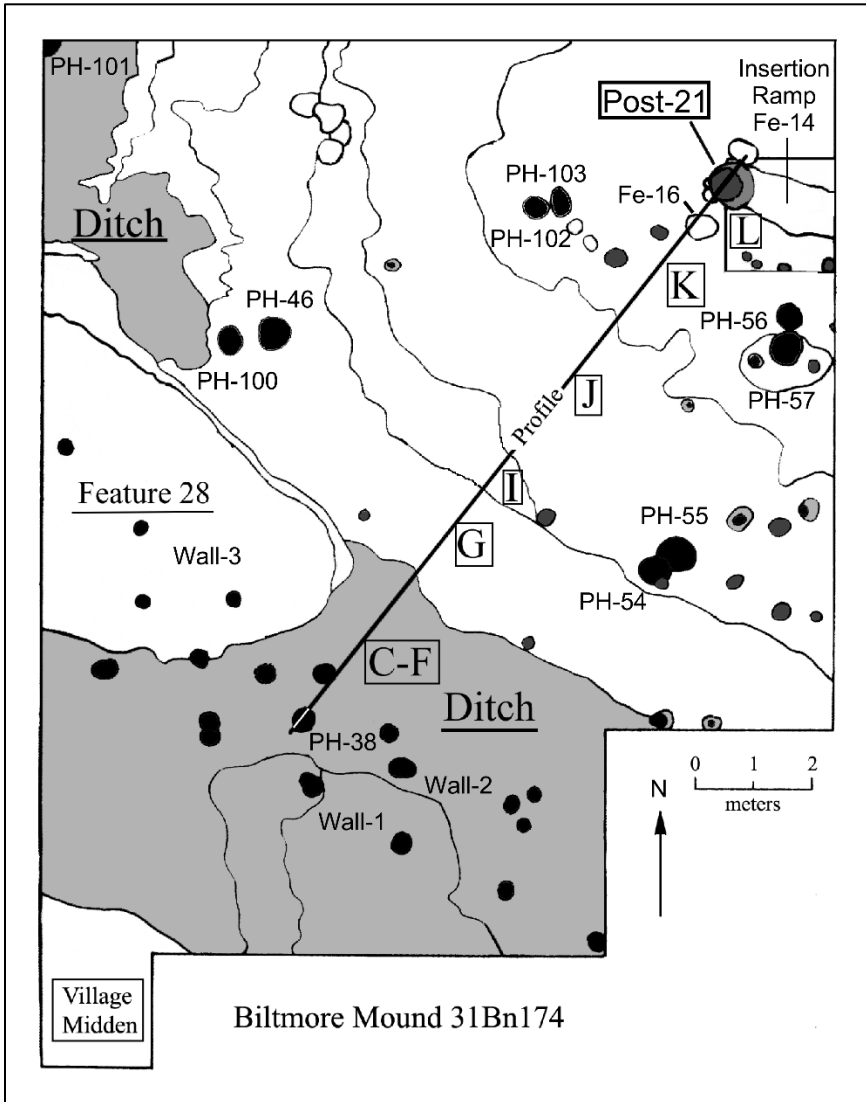 PH-101
Insertion
Ramp
Fe-14
Post-21
PH-103
Fe-16
Ditch
PH-102
L
K
PH-46
PH-56
PH-100
J
PH-57
Profile
Feature 28
I
G
PH-55
Wall-3
PH-54
C-F
Ditch
PH-38
Wall-2
Wall-1
0 1 2
meters
N
Village
Midden
Biltmore Mound 31Bn174